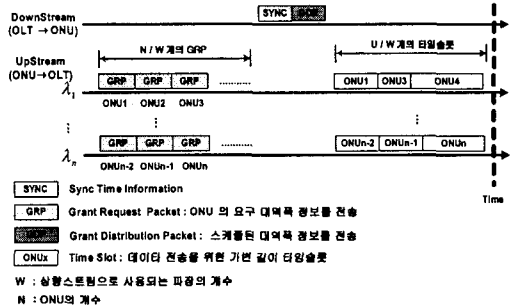 DownStream
(OLT → ONU)
SYNC
N / W 개의 GRP
U / W 개의 타임슬롯
UpStream
(ONU→OLT)
GRP GRP GRP ............
ONU1 ONU3 ONU4
λ1
ONU1 ONU2 ONU3
GRP GRP GRP ............
ONUn-2 ONUn-1 ONUn
λn
ONUn-2 ONUn-1 ONUn
Time
SYNC Sync Time Information
GRP Grant Request Packet : ONU 의 요구 대역폭 정보를 전송
Grant Distribution Packet : 스케쥴된 대역폭 정보를 전송
ONUx Time Slot : 데이타 전송을 위한 가변 길이 타임슬롯
W : 상향스트림으로 사용되는 파장의 개수
N : ONU의 개수